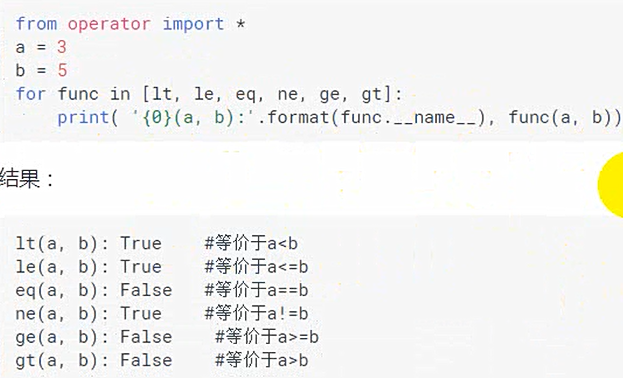 from operator import *
a = 3
b = 5
for func in [lt, le, eq, ne, ge, gt]:
    print( '{0}(a, b):'.format(func.__name__), func(a, b))
结果：
lt(a, b): True    #等价于a<b
le(a, b): True    #等价于a<=b
eq(a, b): False   #等价于a==b
ne(a, b): True    #等价于a!=b
ge(a, b): False    #等价于a>=b
gt(a, b): False    #等价于a>b